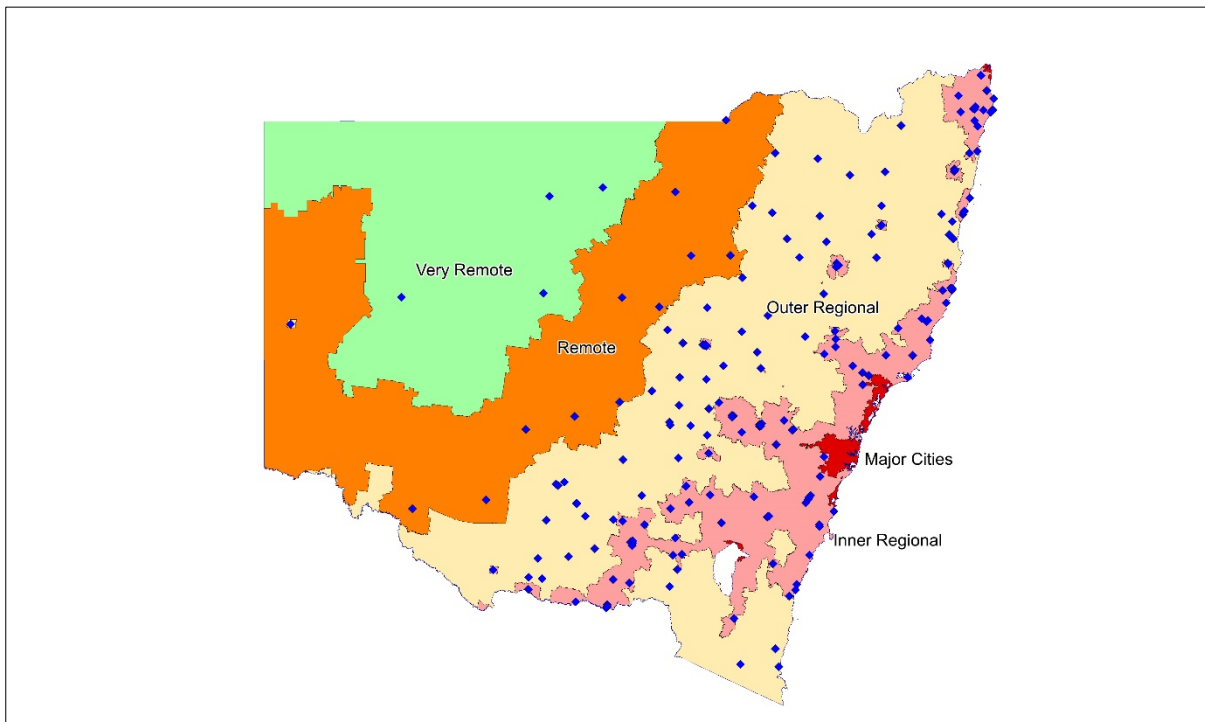 Very Remote
Outer Regional
Remote
Major Cities
Inner Regional